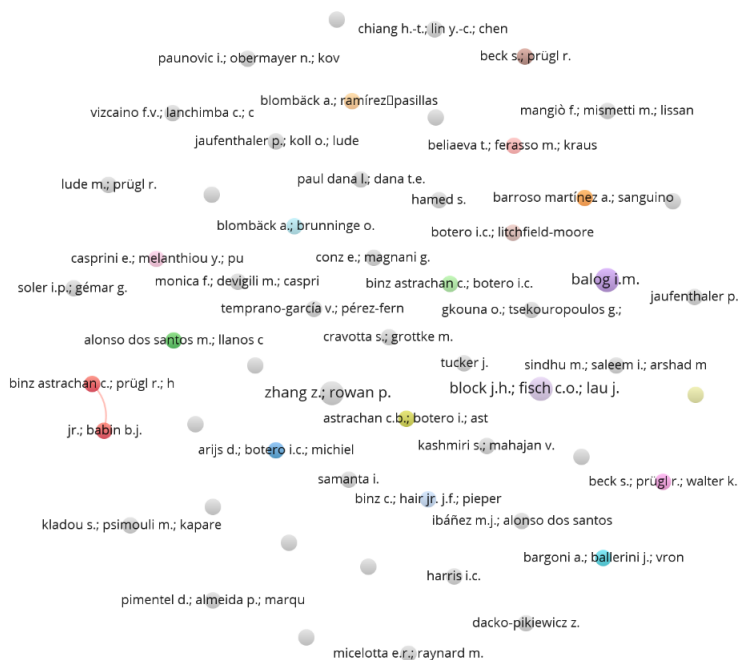 chiang h.-t.; lin y.-c.; chen
paunovic i.; obermayer n.; kov
beck s.; prügl r.
blombäck a.; ramírez▯pasillas
vizcaino f.v.; lanchimba c.; c
mangiò f.; mismetti m.; lissan
jaufenthaler p.; koll o.; lude
beliaeva t.; ferasso m.; kraus
lude m.; prügl r.
paul dana l.; dana t.e.
hamed s.
barroso martínez a.; sanguino
blombäck a.; brunninge o.
botero i.c.; litchfield-moore
casprini e.; melanthiou y.; pu
conz e.; magnani g.
soler i.p.; gémar g.
monica f.; devigili m.; caspri
binz astrachan c.; botero i.c.
balog i.m.
jaufenthaler p.
temprano-garcía v.; pérez-fern
gkouna o.; tsekouropoulos g.;
alonso dos santos m.; llanos c
cravotta s.; grottke m.
tucker j.
sindhu m.; saleem i.; arshad m
binz astrachan c.; prügl r.; h
zhang z.; rowan p.
block j.h.; fisch c.o.; lau j.
astrachan c.b.; botero i.; ast
jr.; babin b.j.
arijs d.; botero i.c.; michiel
kashmiri s.; mahajan v.
samanta i.
beck s.; prügl r.; walter k.
binz c.; hair jr. j.f.; pieper
kladou s.; psimouli m.; kapare
ibáñez m.j.; alonso dos santos
bargoni a.; ballerini j.; vron
harris i.c.
pimentel d.; almeida p.; marqu
dacko-pikiewicz z.
micelotta e.r.; raynard m.